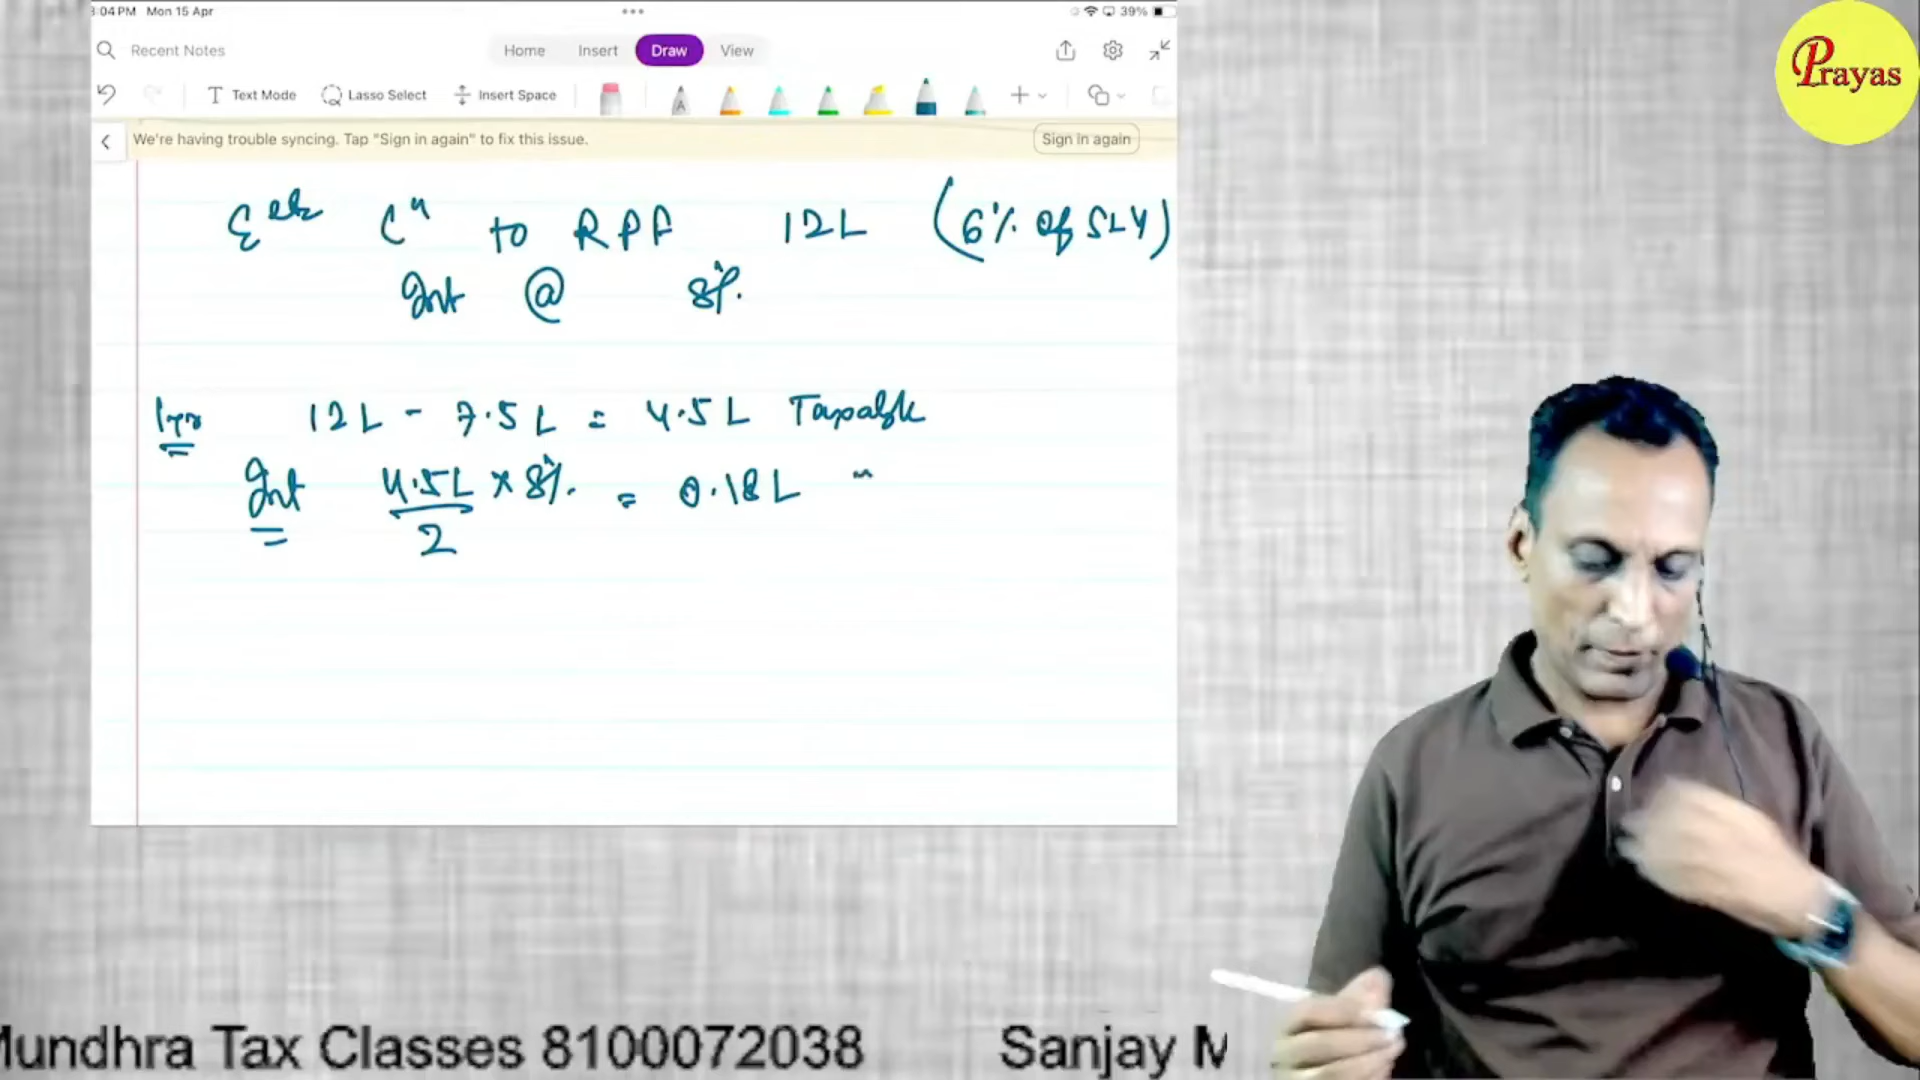 3:04 PM Mon 15 Apr
39%
Recent Notes
Home Insert Draw View
Text Mode Lasso Select Insert Space
We're having trouble syncing. Tap "Sign in again" to fix this issue.
Sign in again
Prayas
to RPF 12L (6% of SLY)
Int @ 8%.
1yr 12L - 7.5L = 4.5L Taxable
Int 4.5L/2 × 8%. = 0.18L "
Mundhra Tax Classes 8100072038 Sanjay M